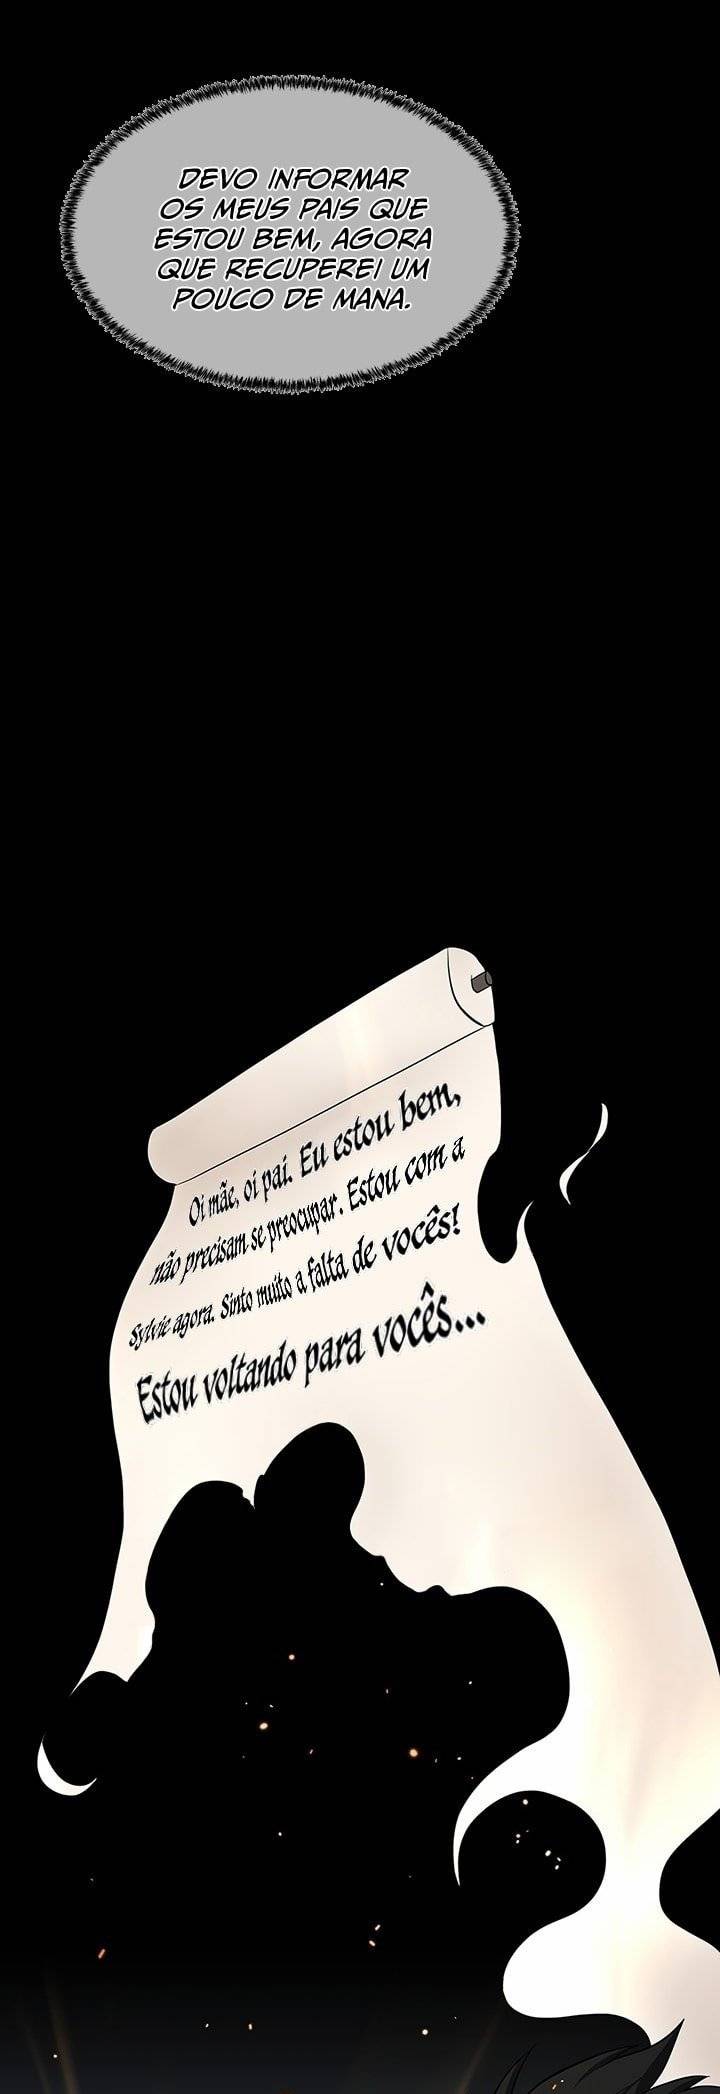 DEVO INFORMAR
OS MEUS PAIS QUE
ESTOU BEM, AGORA
QUE RECUPEREI UM
POUCO DE MANA.
Oi mãe, oi pai. Eu estou bem,
não precisam se preocupar. Estou com a
Sylvie agora. Sinto muito a falta de vocês!
Estou voltando para vocês...